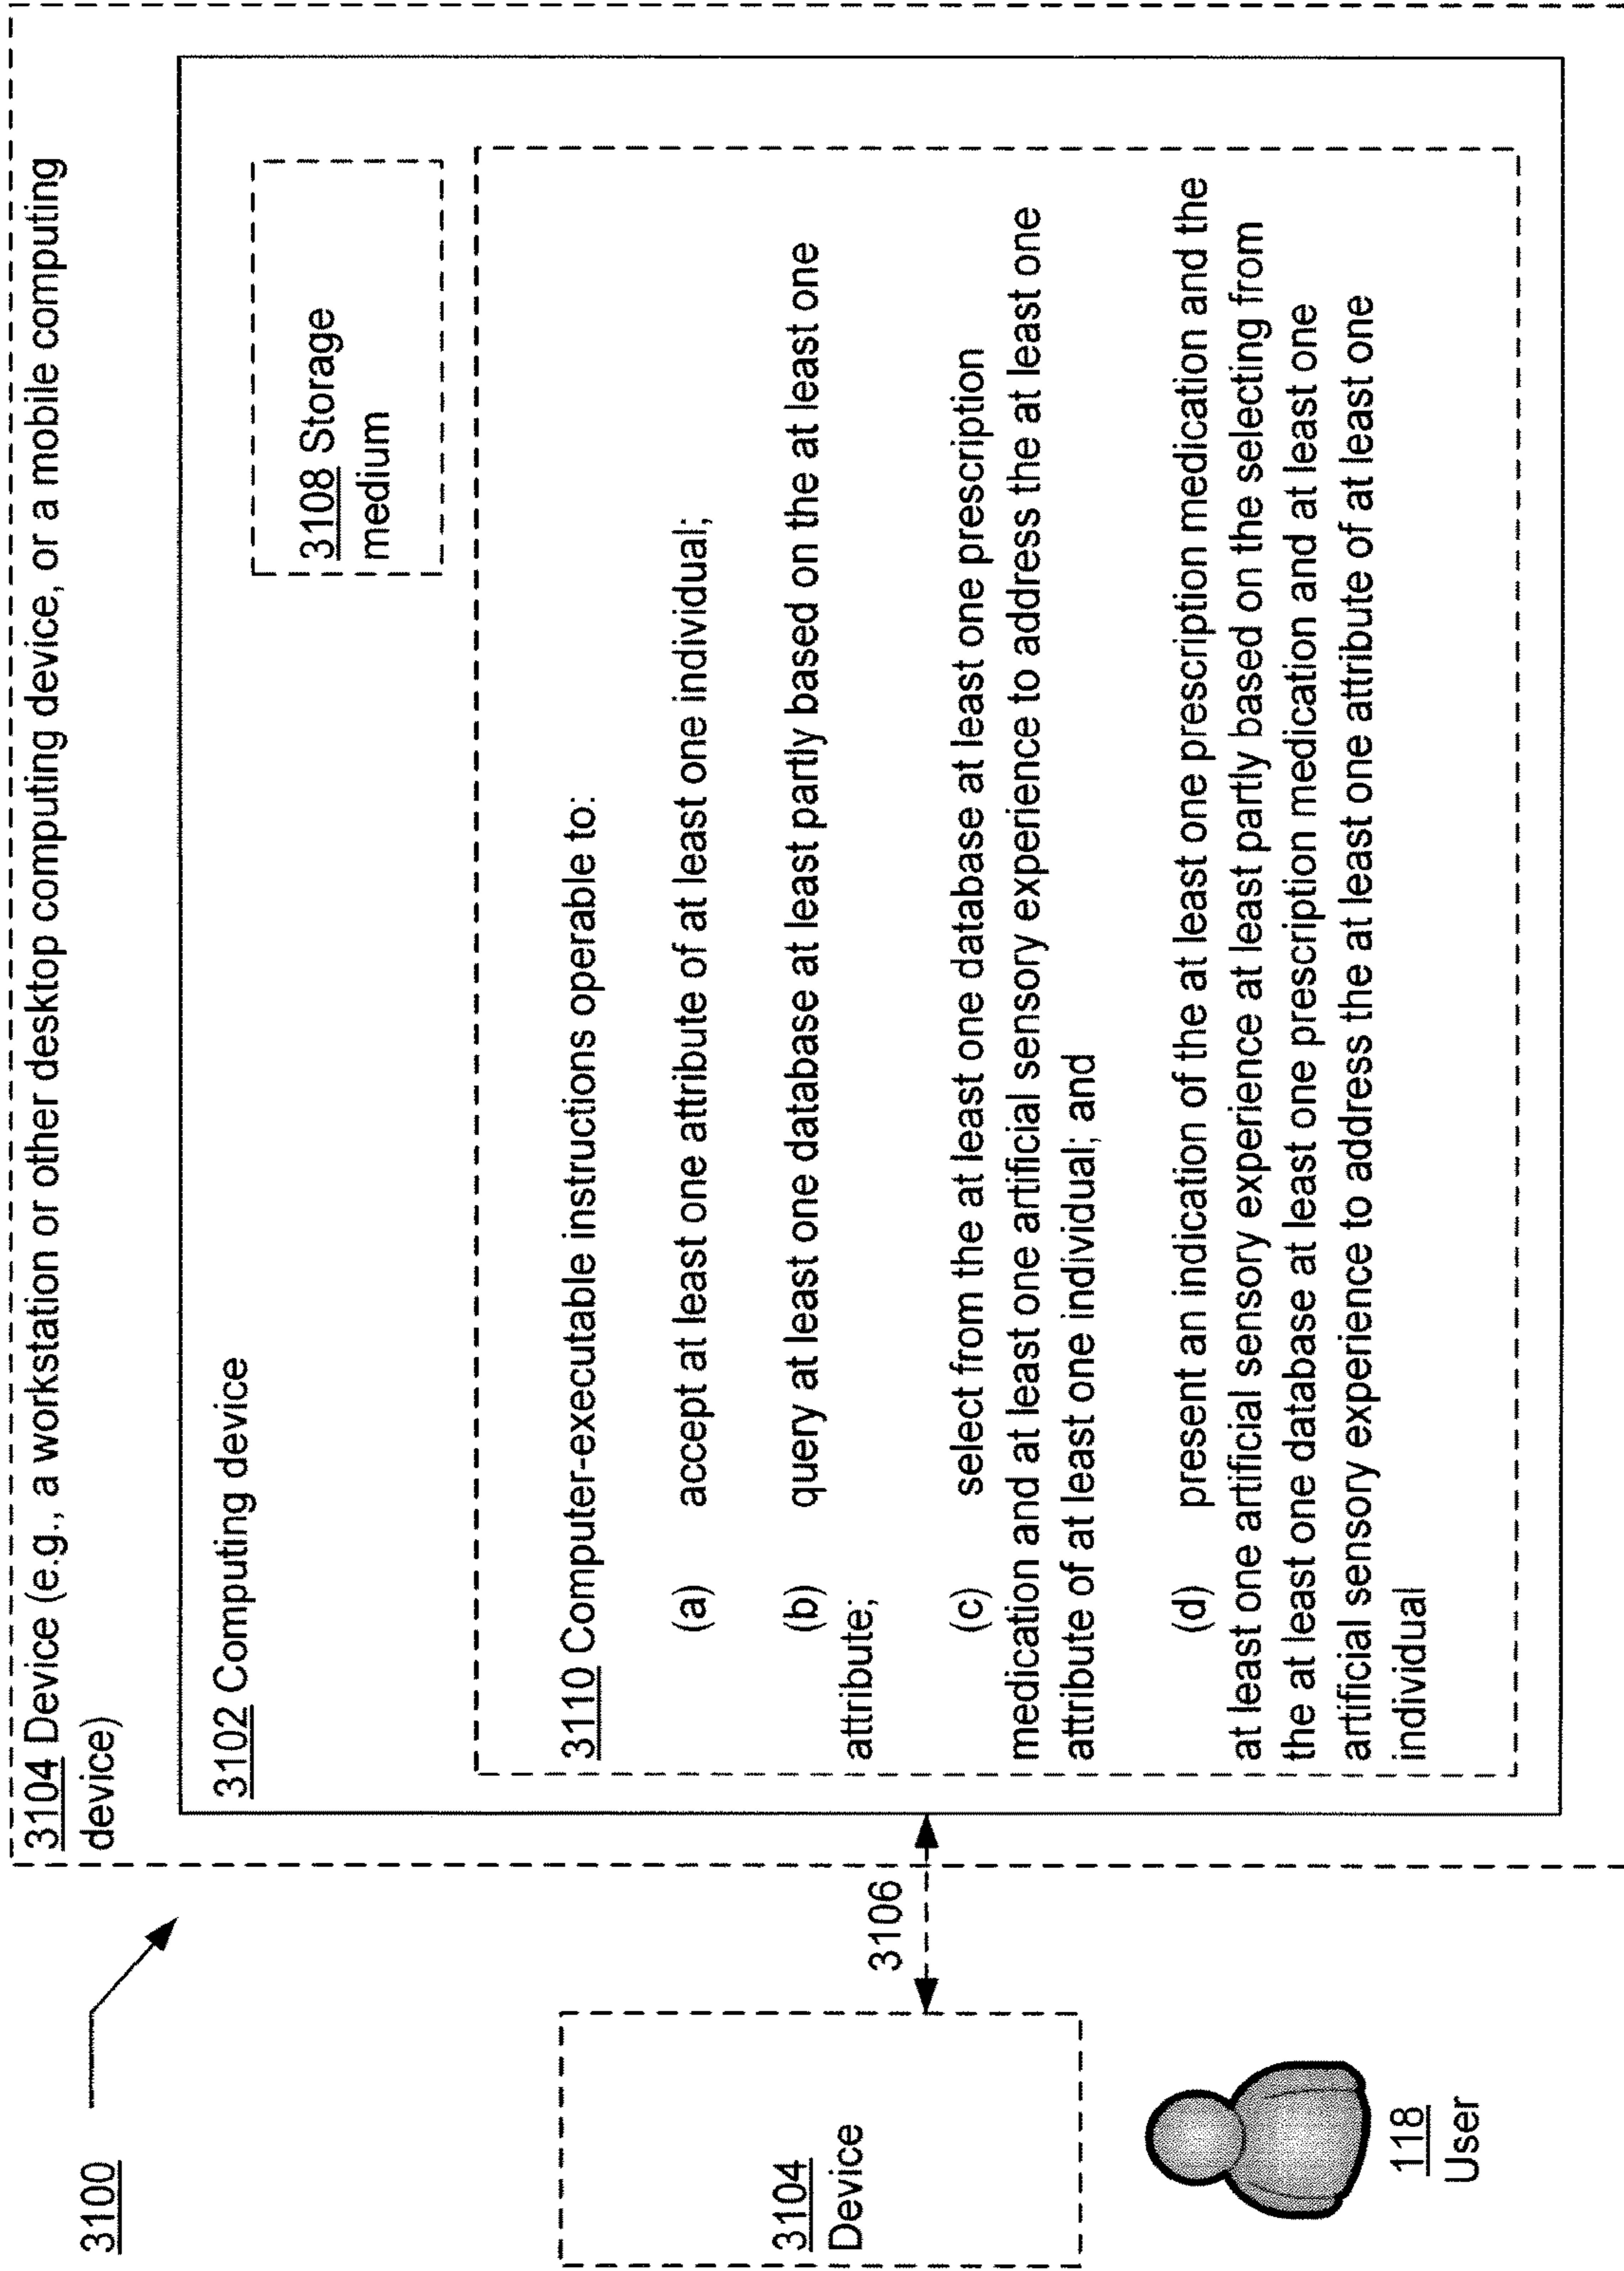 3100
3104 Device (e.g., a workstation or other desktop computing device, or a mobile computing
device)
3102 Computing device
3108 Storage
medium
3110 Computer-executable instructions operable to:
(a) accept at least one attribute of at least one individual;
(b) query at least one database at least partly based on the at least one
attribute;
(c) select from the at least one database at least one prescription
medication and at least one artificial sensory experience to address the at least one
attribute of at least one individual; and
(d) present an indication of the at least one prescription medication and the
at least one artificial sensory experience at least partly based on the selecting from
the at least one database at least one prescription medication and at least one
artificial sensory experience to address the at least one attribute of at least one
individual
3106
3104
Device
118
User